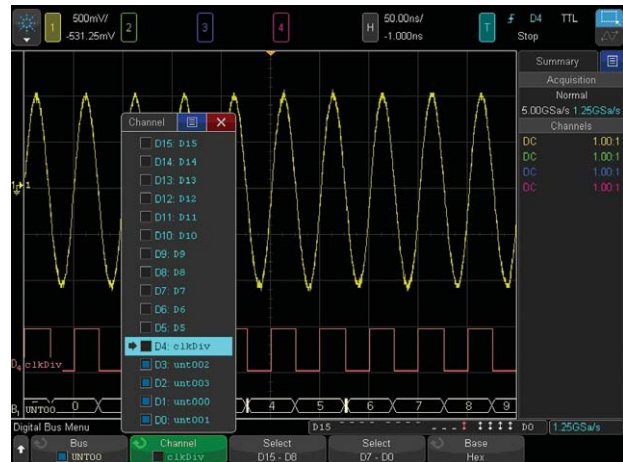 1 500mV/ 2 3 4 H 50.00ns/ T D4 TTL
-531.25mV -1.000ns Stop
Summary
Acquisition
Normal
5.00GSa/s 1.25GSa/s
Channels
DC 1.00:1
DC 1.00:1
DC 1.00:1
DC 1.00:1
Channel
D15: D15
D14: D14
D13: D13
D12: D12
D11: D11
D10: D10
D9: D9
D8: D8
D7: D7
D6: D6
D5: D5
D4: clkDiv
D3: unt002
D2: unt003
D1: unt000
D0: unt001
1
D4 clkDiv
B1 UNTOO 0 4 5 6 7 8 9
Digital Bus Menu D15 D0 1.25GSa/s
Bus Channel Select Select Base
UNTOO clkDiv D15 - D8 D7 - D0 Hex